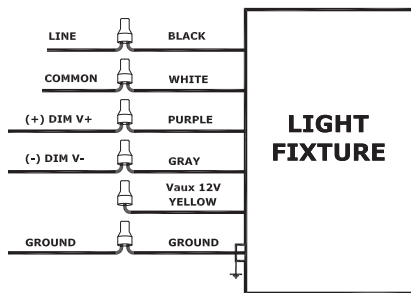 LINE BLACK
COMMON WHITE
(+) DIM V+ PURPLE
(-) DIM V- GRAY
Vaux 12V
YELLOW
GROUND GROUND
LIGHT
FIXTURE